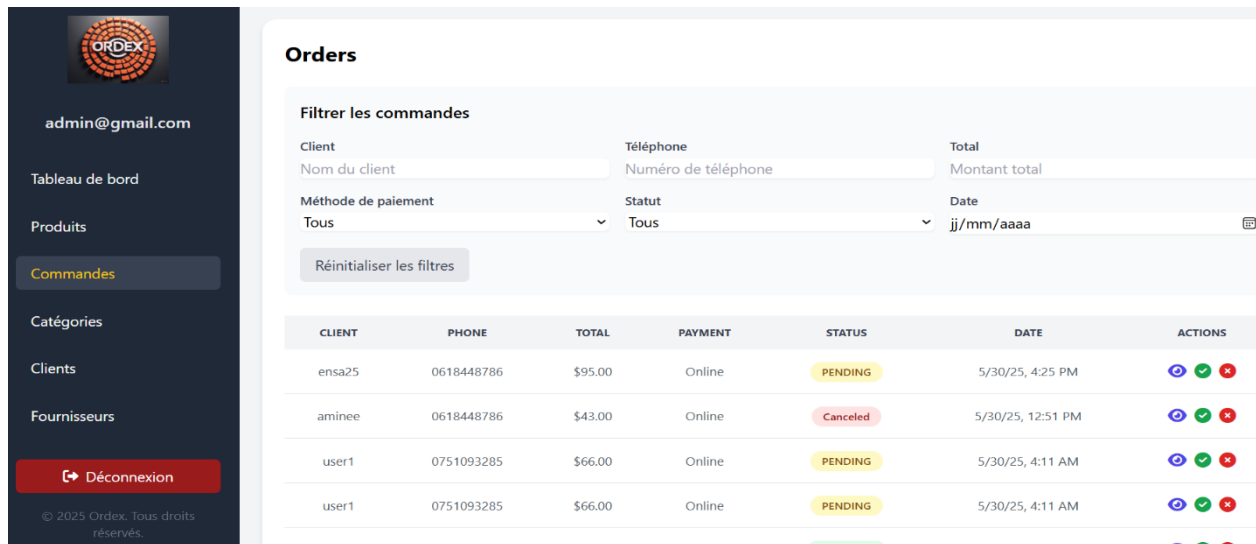 ORDEX
admin@gmail.com
Tableau de bord
Produits
Commandes
Catégories
Clients
Fournisseurs
Déconnexion
© 2025 Ordex. Tous droits
réservés.
Orders
Filtrer les commandes
Client Téléphone Total
Nom du client Numéro de téléphone Montant total
Méthode de paiement Statut Date
Tous Tous jj/mm/aaaa
Réinitialiser les filtres
CLIENT PHONE TOTAL PAYMENT STATUS DATE ACTIONS
ensa25 0618448786 $95.00 Online PENDING 5/30/25, 4:25 PM
aminee 0618448786 $43.00 Online Canceled 5/30/25, 12:51 PM
user1 0751093285 $66.00 Online PENDING 5/30/25, 4:11 AM
user1 0751093285 $66.00 Online PENDING 5/30/25, 4:11 AM